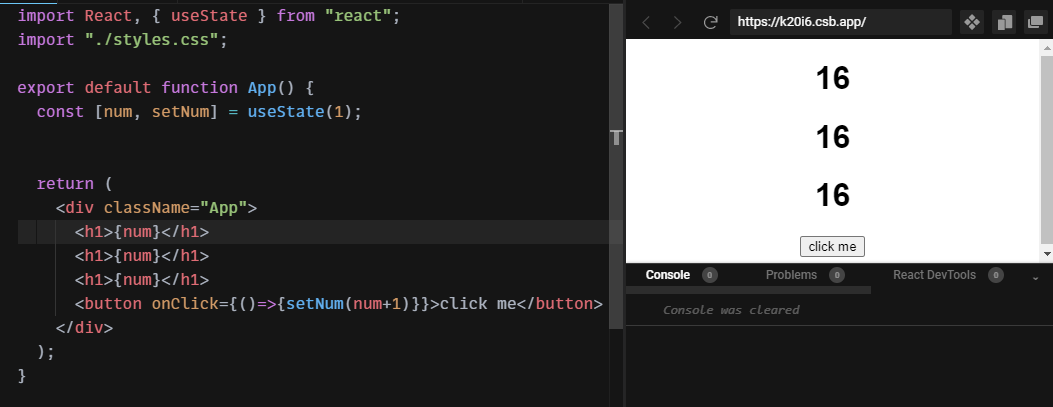 import React, { useState } from "react";
import "./styles.css";
export default function App() {
const [num, setNum] = useState(1);
return (
<div className="App">
<h1>{num}</h1>
<h1>{num}</h1>
<h1>{num}</h1>
<button onClick={()=>{setNum(num+1)}}>click me</button>
</div>
);
}
https://k20i6.csb.app/
16
16
16
click me
Console 0 Problems 0 React DevTools 0
Console was cleared